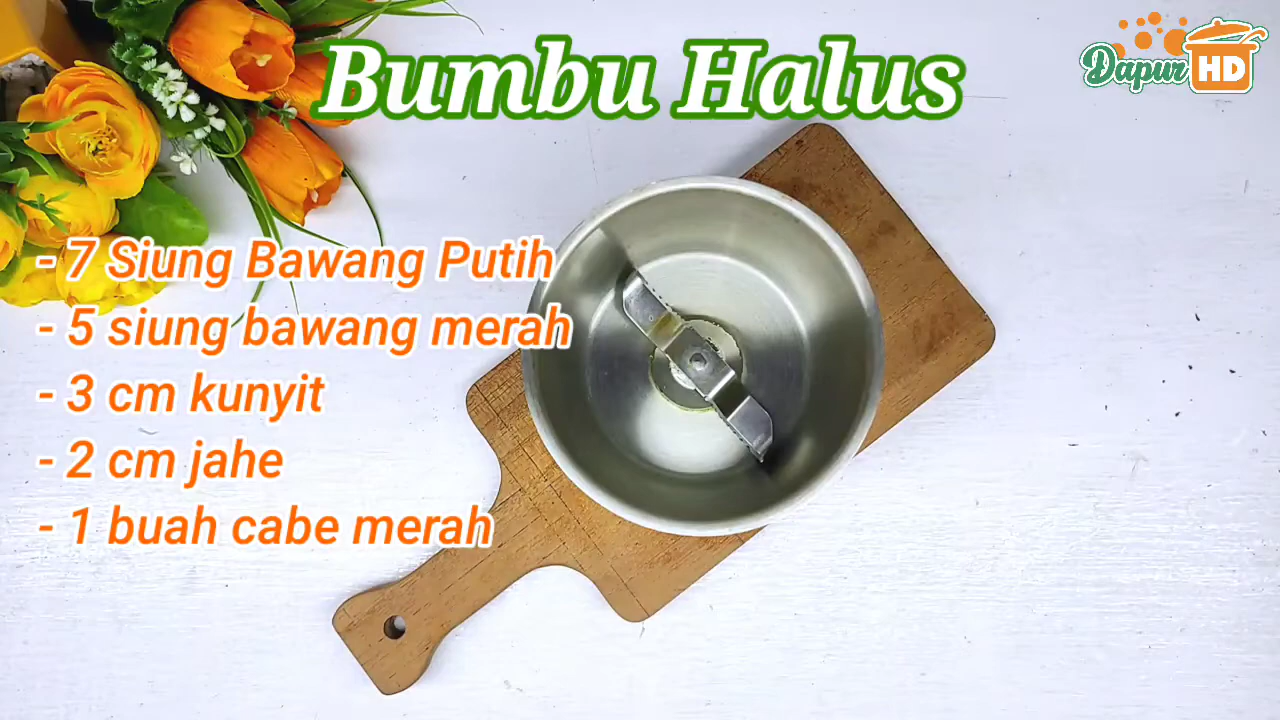 Bumbu Halus
Dapur HD
- 7 Siung Bawang Putih
- 5 siung bawang merah
- 3 cm kunyit
- 2 cm jahe
- 1 buah cabe merah